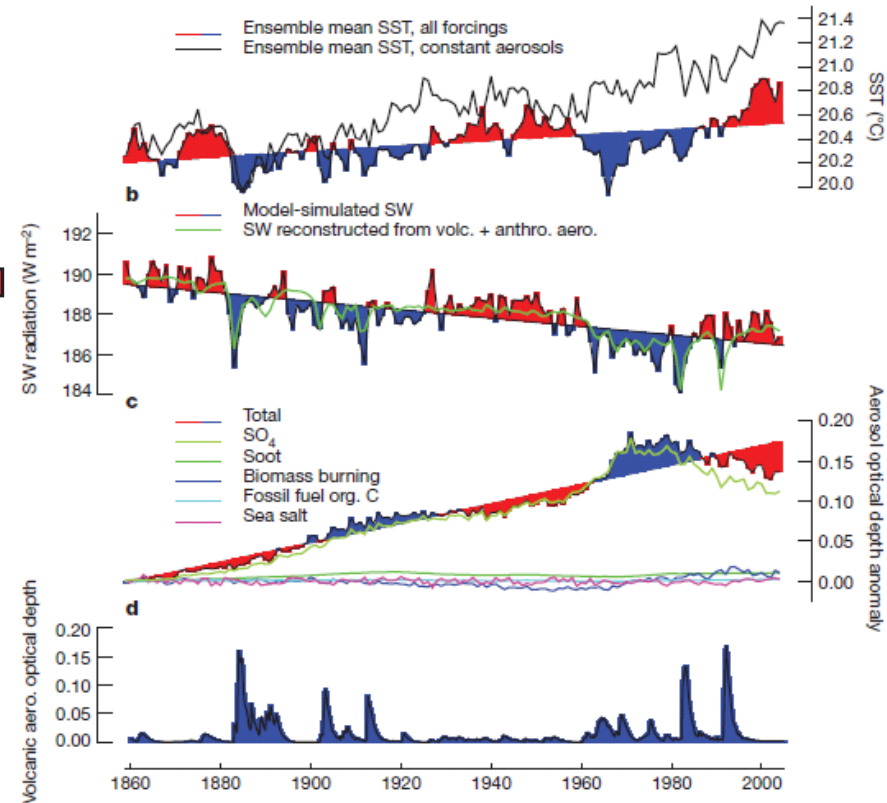 Ensemble mean SST, all forcings
Ensemble mean SST, constant aerosols
21.4
21.2
21.0
20.8
20.6
20.4
20.2
20.0
SST (°C)
b
Model-simulated SW
SW reconstructed from volc. + anthro. aero.
192
190
188
186
184
SW radiation (W m⁻²)
c
Total
SO₄
Soot
Biomass burning
Fossil fuel org. C
Sea salt
0.20
0.15
0.10
0.05
0.00
Aerosol optical depth anomaly
d
0.20
0.15
0.10
0.05
0.00
Volcanic aero. optical depth
1860 1880 1900 1920 1940 1960 1980 2000